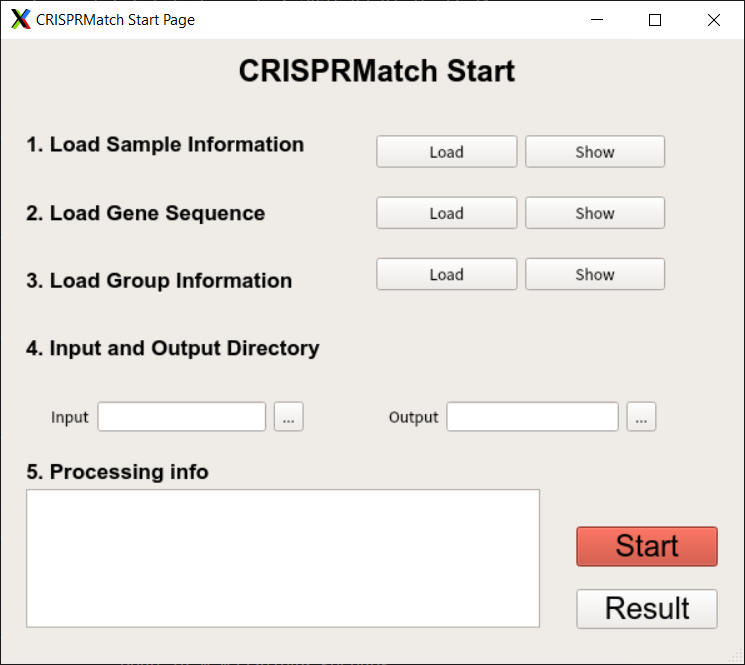 CRISPRMatch Start Page
CRISPRMatch Start
1. Load Sample Information
Load
Show
2. Load Gene Sequence
Load
Show
3. Load Group Information
Load
Show
4. Input and Output Directory
Input
...
Output
...
5. Processing info
Start
Result